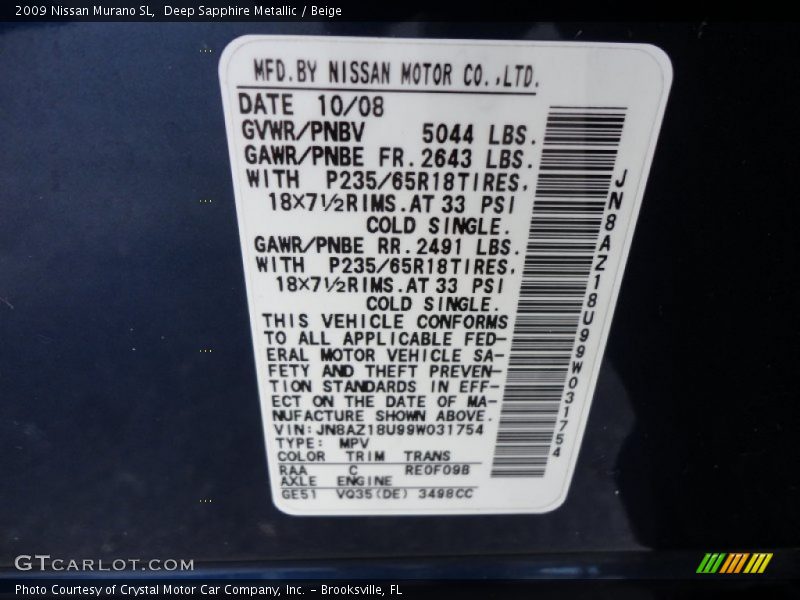 2009 Nissan Murano SL, Deep Sapphire Metallic / Beige
MFD.BY NISSAN MOTOR CO.,LTD.
DATE 10/08
GVWR/PNBV 5044 LBS.
GAWR/PNBE FR.2643 LBS.
WITH P235/65R18TIRES.
18×7½RIMS.AT 33 PSI
COLD SINGLE.
GAWR/PNBE RR.2491 LBS.
WITH P235/65R18TIRES.
18×7½RIMS.AT 33 PSI
COLD SINGLE.
THIS VEHICLE CONFORMS
TO ALL APPLICABLE FED-
ERAL MOTOR VEHICLE SA-
FETY AND THEFT PREVEN-
TION STANDARDS IN EFF-
ECT ON THE DATE OF MA-
NUFACTURE SHOWN ABOVE.
VIN:JN8AZ18U99W031754
TYPE: MPV
COLOR TRIM TRANS
RAA C RE0F09B
AXLE ENGINE
GE51 VQ35(DE) 3498CC
JN8AZ18U99W031754
GTCARLOT.COM
Photo Courtesy of Crystal Motor Car Company, Inc. - Brooksville, FL